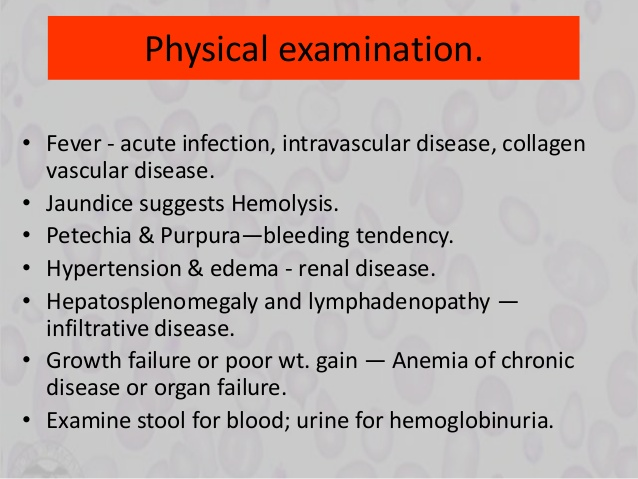 Physical examination.
• Fever - acute infection, intravascular disease, collagen
vascular disease.
• Jaundice suggests Hemolysis.
• Petechia & Purpura—bleeding tendency.
• Hypertension & edema - renal disease.
• Hepatosplenomegaly and lymphadenopathy —
infiltrative disease.
• Growth failure or poor wt. gain — Anemia of chronic
disease or organ failure.
• Examine stool for blood; urine for hemoglobinuria.